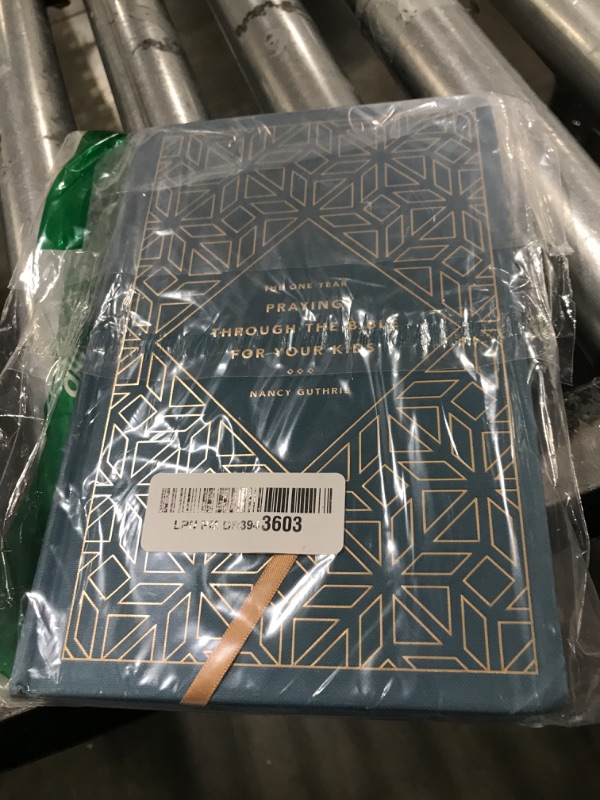 THE ONE YEAR
PRAYING
THROUGH THE BIBLE
FOR YOUR KIDS
NANCY GUTHRIE
3603